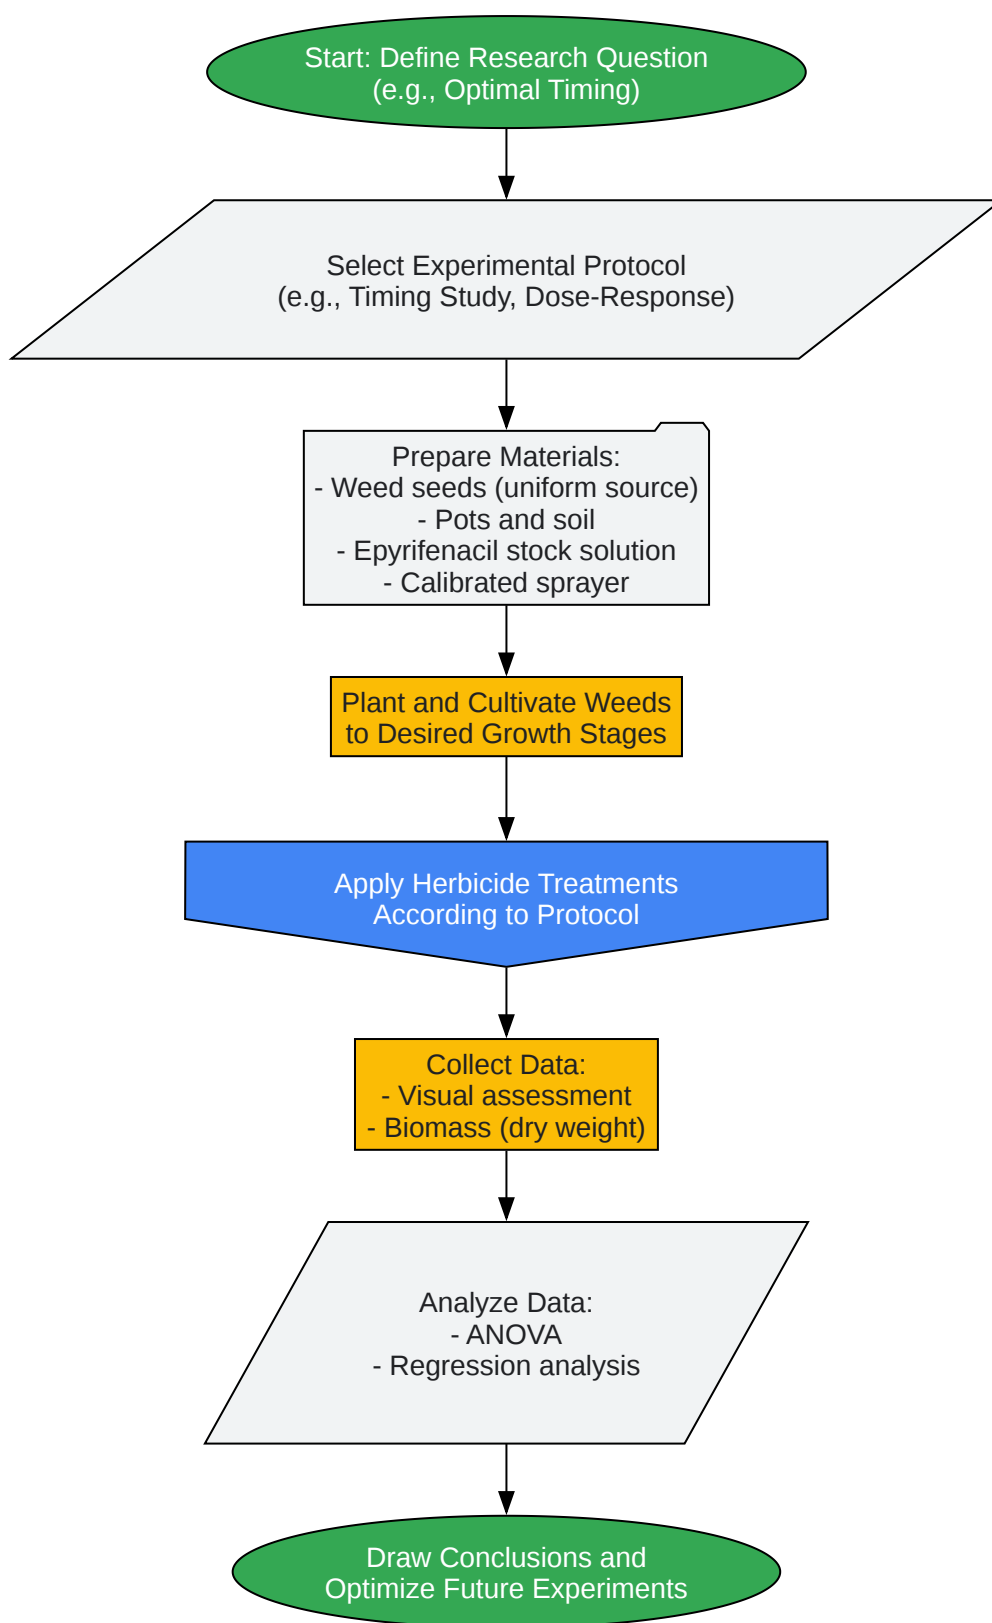 Start: Define Research Question
(e.g., Optimal Timing)
Select Experimental Protocol
(e.g., Timing Study, Dose-Response)
Prepare Materials:
- Weed seeds (uniform source)
- Pots and soil
- Epyrifenacil stock solution
- Calibrated sprayer
Plant and Cultivate Weeds
to Desired Growth Stages
Apply Herbicide Treatments
According to Protocol
Collect Data:
- Visual assessment
- Biomass (dry weight)
Analyze Data:
- ANOVA
- Regression analysis
Draw Conclusions and
Optimize Future Experiments